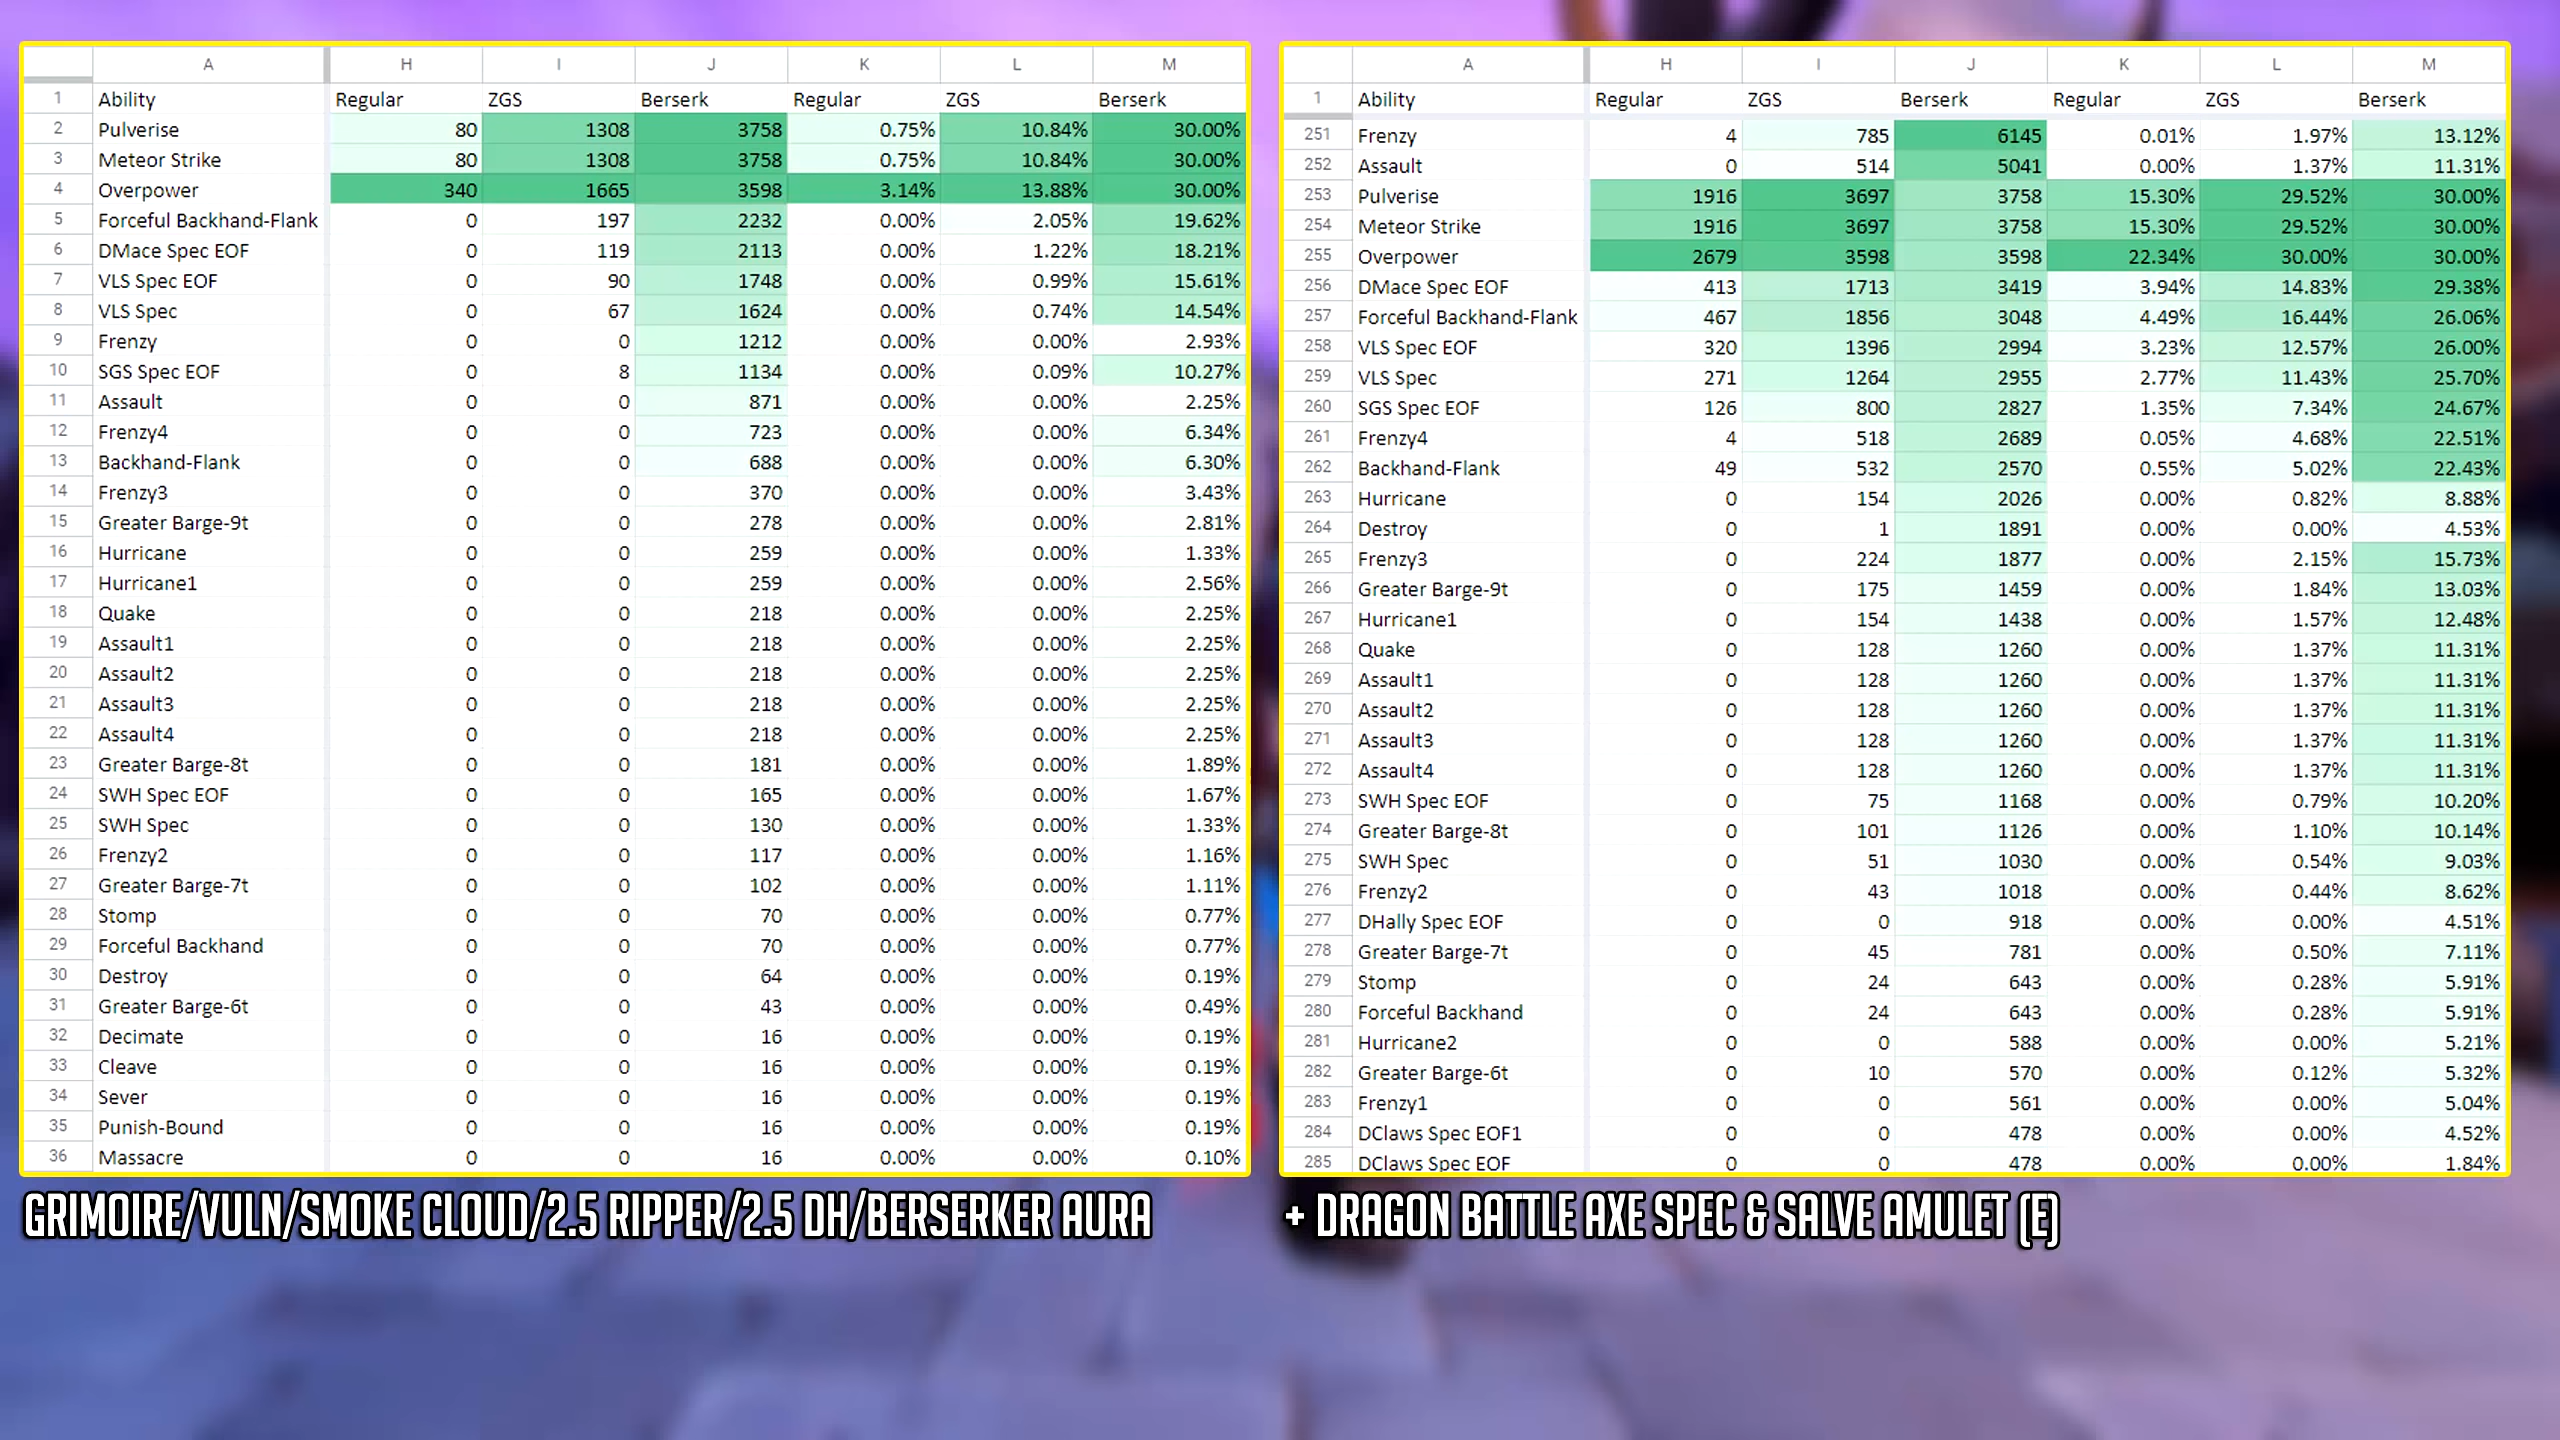 A H I J K L M
1 Ability Regular ZGS Berserk Regular ZGS Berserk
2 Pulverise 80 1308 3758 0.75% 10.84% 30.00%
3 Meteor Strike 80 1308 3758 0.75% 10.84% 30.00%
4 Overpower 340 1665 3598 3.14% 13.88% 30.00%
5 Forceful Backhand-Flank 0 197 2232 0.00% 2.05% 19.62%
6 DMace Spec EOF 0 119 2113 0.00% 1.22% 18.21%
7 VLS Spec EOF 0 90 1748 0.00% 0.99% 15.61%
8 VLS Spec 0 67 1624 0.00% 0.74% 14.54%
9 Frenzy 0 0 1212 0.00% 0.00% 2.93%
10 SGS Spec EOF 0 8 1134 0.00% 0.09% 10.27%
11 Assault 0 0 871 0.00% 0.00% 2.25%
12 Frenzy4 0 0 723 0.00% 0.00% 6.34%
13 Backhand-Flank 0 0 688 0.00% 0.00% 6.30%
14 Frenzy3 0 0 370 0.00% 0.00% 3.43%
15 Greater Barge-9t 0 0 278 0.00% 0.00% 2.81%
16 Hurricane 0 0 259 0.00% 0.00% 1.33%
17 Hurricane1 0 0 259 0.00% 0.00% 2.56%
18 Quake 0 0 218 0.00% 0.00% 2.25%
19 Assault1 0 0 218 0.00% 0.00% 2.25%
20 Assault2 0 0 218 0.00% 0.00% 2.25%
21 Assault3 0 0 218 0.00% 0.00% 2.25%
22 Assault4 0 0 218 0.00% 0.00% 2.25%
23 Greater Barge-8t 0 0 181 0.00% 0.00% 1.89%
24 SWH Spec EOF 0 0 165 0.00% 0.00% 1.67%
25 SWH Spec 0 0 130 0.00% 0.00% 1.33%
26 Frenzy2 0 0 117 0.00% 0.00% 1.16%
27 Greater Barge-7t 0 0 102 0.00% 0.00% 1.11%
28 Stomp 0 0 70 0.00% 0.00% 0.77%
29 Forceful Backhand 0 0 70 0.00% 0.00% 0.77%
30 Destroy 0 0 64 0.00% 0.00% 0.19%
31 Greater Barge-6t 0 0 43 0.00% 0.00% 0.49%
32 Decimate 0 0 16 0.00% 0.00% 0.19%
33 Cleave 0 0 16 0.00% 0.00% 0.19%
34 Sever 0 0 16 0.00% 0.00% 0.19%
35 Punish-Bound 0 0 16 0.00% 0.00% 0.19%
36 Massacre 0 0 16 0.00% 0.00% 0.10%
GRIMOIRE/VULN/SMOKE CLOUD/2.5 RIPPER/2.5 DH/BERSERKER AURA
A H I J K L M
1 Ability Regular ZGS Berserk Regular ZGS Berserk
251 Frenzy 4 785 6145 0.01% 1.97% 13.12%
252 Assault 0 514 5041 0.00% 1.37% 11.31%
253 Pulverise 1916 3697 3758 15.30% 29.52% 30.00%
254 Meteor Strike 1916 3697 3758 15.30% 29.52% 30.00%
255 Overpower 2679 3598 3598 22.34% 30.00% 30.00%
256 DMace Spec EOF 413 1713 3419 3.94% 14.83% 29.38%
257 Forceful Backhand-Flank 467 1856 3048 4.49% 16.44% 26.06%
258 VLS Spec EOF 320 1396 2994 3.23% 12.57% 26.00%
259 VLS Spec 271 1264 2955 2.77% 11.43% 25.70%
260 SGS Spec EOF 126 800 2827 1.35% 7.34% 24.67%
261 Frenzy4 4 518 2689 0.05% 4.68% 22.51%
262 Backhand-Flank 49 532 2570 0.55% 5.02% 22.43%
263 Hurricane 0 154 2026 0.00% 0.82% 8.88%
264 Destroy 0 1 1891 0.00% 0.00% 4.53%
265 Frenzy3 0 224 1877 0.00% 2.15% 15.73%
266 Greater Barge-9t 0 175 1459 0.00% 1.84% 13.03%
267 Hurricane1 0 154 1438 0.00% 1.57% 12.48%
268 Quake 0 128 1260 0.00% 1.37% 11.31%
269 Assault1 0 128 1260 0.00% 1.37% 11.31%
270 Assault2 0 128 1260 0.00% 1.37% 11.31%
271 Assault3 0 128 1260 0.00% 1.37% 11.31%
272 Assault4 0 128 1260 0.00% 1.37% 11.31%
273 SWH Spec EOF 0 75 1168 0.00% 0.79% 10.20%
274 Greater Barge-8t 0 101 1126 0.00% 1.10% 10.14%
275 SWH Spec 0 51 1030 0.00% 0.54% 9.03%
276 Frenzy2 0 43 1018 0.00% 0.44% 8.62%
277 DHally Spec EOF 0 0 918 0.00% 0.00% 4.51%
278 Greater Barge-7t 0 45 781 0.00% 0.50% 7.11%
279 Stomp 0 24 643 0.00% 0.28% 5.91%
280 Forceful Backhand 0 24 643 0.00% 0.28% 5.91%
281 Hurricane2 0 0 588 0.00% 0.00% 5.21%
282 Greater Barge-6t 0 10 570 0.00% 0.12% 5.32%
283 Frenzy1 0 0 561 0.00% 0.00% 5.04%
284 DClaws Spec EOF1 0 0 478 0.00% 0.00% 4.52%
285 DClaws Spec EOF 0 0 478 0.00% 0.00% 1.84%
+ DRAGON BATTLE AXE SPEC & SALVE AMULET (E)